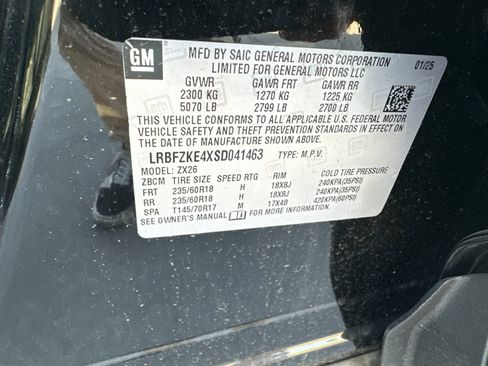 GM
MFD BY SAIC GENERAL MOTORS CORPORATION 01/25
LIMITED FOR GENERAL MOTORS LLC
GVWR GAWR FRT GAWR RR
2300 KG 1270 KG 1225 KG
5070 LB 2799 LB 2700 LB
THIS VEHICLE CONFORMS TO ALL APPLICABLE U.S. FEDERAL MOTOR
VEHICLE SAFETY AND THEFT PREVENTION STANDARDS IN EFFECT ON
THE DATE OF MANUFACTURE SHOWN ABOVE.
LRBFZKE4XSD041463 TYPE: M.P.V.
MODEL: ZX26
ZBCM TIRE SIZE SPEED RTG RIM COLD TIRE PRESSURE
FRT 235/60R18 H 18X8J 240KPA(35PSI)
RR 235/60R18 H 18X8J 240KPA(35PSI)
SPA T145/70R17 M 17X4B 420KPA(60PSI)
SEE OWNER'S MANUAL FOR MORE INFORMATION.